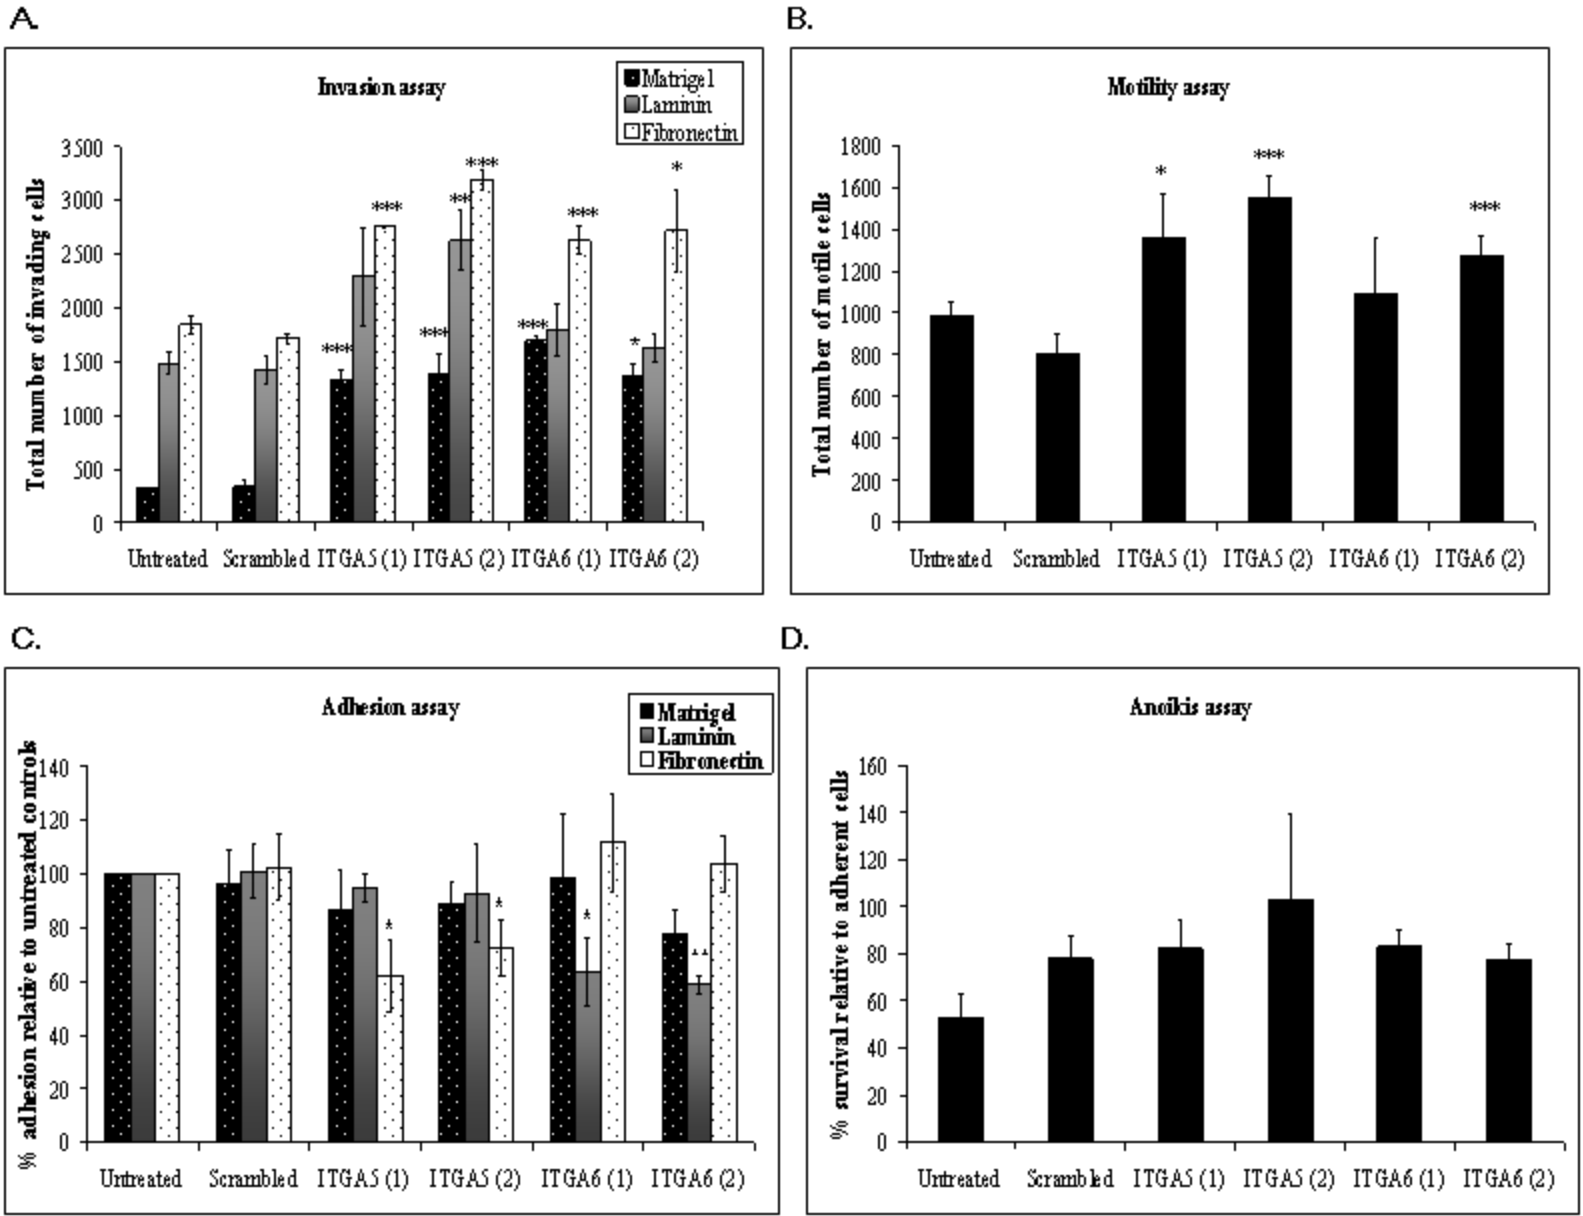 A.
Invasion assay
Matrigel
Laminin
Fibronectin
Total number of invading cells
3500
3000
2500
2000
1500
1000
500
0
***
***
***
**
***
***
***
*
*
Untreated Scrambled ITGA5 (1) ITGA5 (2) ITGA6 (1) ITGA6 (2)
B.
Motility assay
Total number of motile cells
1800
1600
1400
1200
1000
800
600
400
200
0
*
***
***
Untreated Scrambled ITGA5 (1) ITGA5 (2) ITGA6 (1) ITGA6 (2)
C.
Adhesion assay
Matrigel
Laminin
Fibronectin
% adhesion relative to untreated controls
140
120
100
80
60
40
20
0
*
*
*
**
Untreated Scrambled ITGA5 (1) ITGA5 (2) ITGA6 (1) ITGA6 (2)
D.
Anoikis assay
% survival relative to adherent cells
160
140
120
100
80
60
40
20
0
Untreated Scrambled ITGA5 (1) ITGA5 (2) ITGA6 (1) ITGA6 (2)